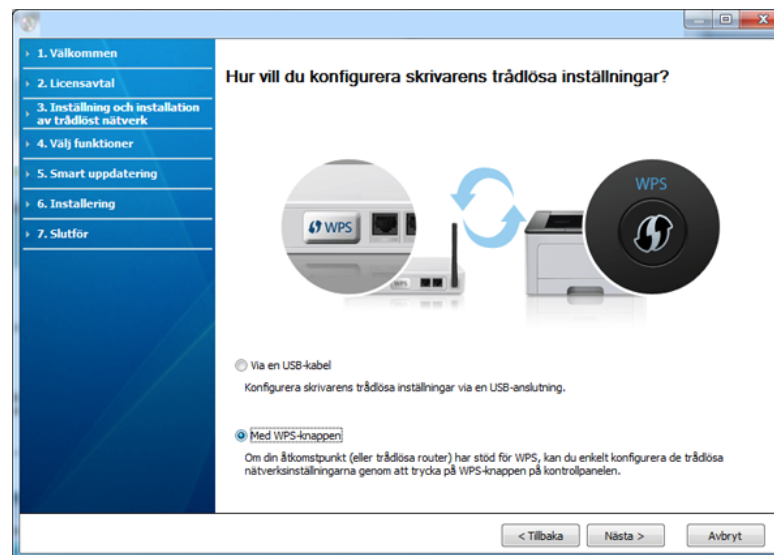 1. Välkommen
2. Licensavtal
3. Inställning och installation
av trådlöst nätverk
4. Välj funktioner
5. Smart uppdatering
6. Installering
7. Slutför
Hur vill du konfigurera skrivarens trådlösa inställningar?
WPS
WPS
WPS
Via en USB-kabel
Konfigurera skrivarens trådlösa inställningar via en USB-anslutning.
Med WPS-knappen
Om din åtkomstpunkt (eller trådlösa router) har stöd för WPS, kan du enkelt konfigurera de trådlösa
nätverksinställningarna genom att trycka på WPS-knappen på kontrollpanelen.
< Tillbaka
Nästa >
Avbryt